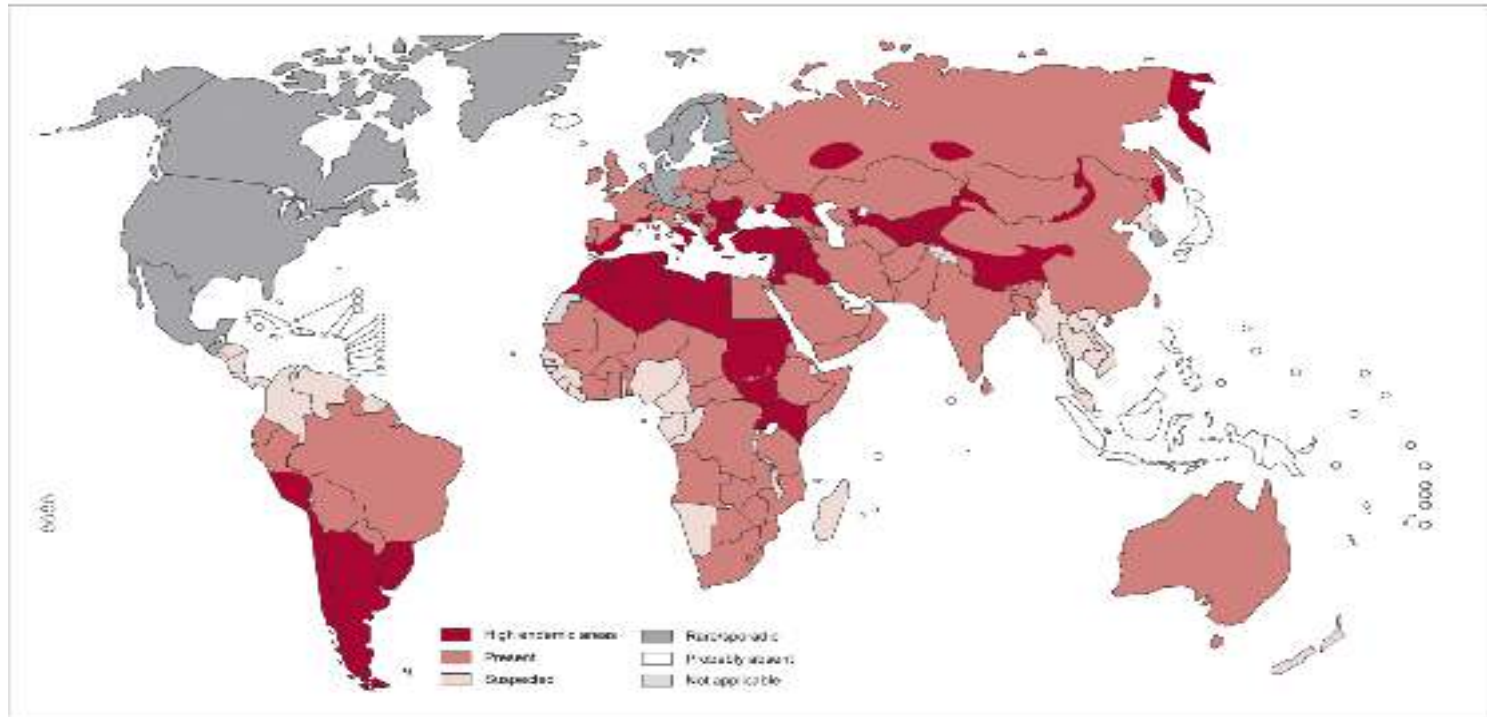 High endemic areas
Present
Suspected
Rare/sporadic
Probably absent
Not applicable